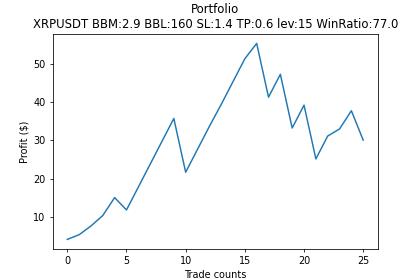 Portfolio
XRPUSDT BBM:2.9 BBL:160 SL:1.4 TP:0.6 lev:15 WinRatio:77.0
50
40
30
20
10
Profit ($)
0 5 10 15 20 25
Trade counts